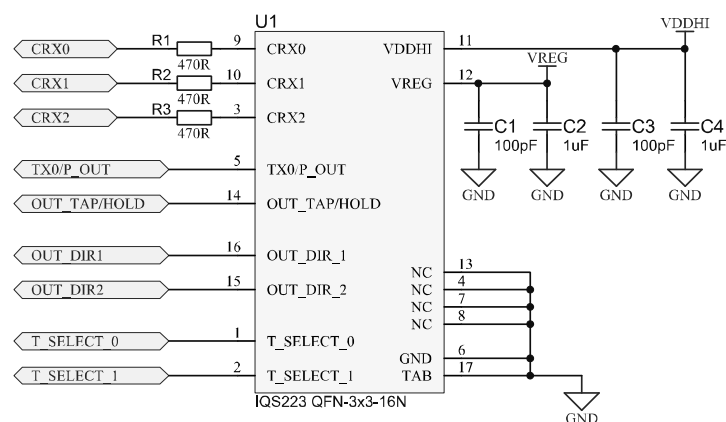 U1
VDDHI
CRX0 R1 470R 9 CRX0 VDDHI 11
CRX1 R2 470R 10 CRX1 VREG 12 VREG
CRX2 R3 470R 3 CRX2
C1 100pF C2 1uF C3 100pF C4 1uF
TX0/P_OUT 5 TX0/P_OUT
GND GND GND GND
OUT_TAP/HOLD 14 OUT_TAP/HOLD
OUT_DIR1 16 OUT_DIR_1
NC 13
OUT_DIR2 15 OUT_DIR_2 NC 4
NC 7
NC 8
T_SELECT_0 1 T_SELECT_0
GND 6
T_SELECT_1 2 T_SELECT_1 TAB 17
IQS223 QFN-3x3-16N
GND